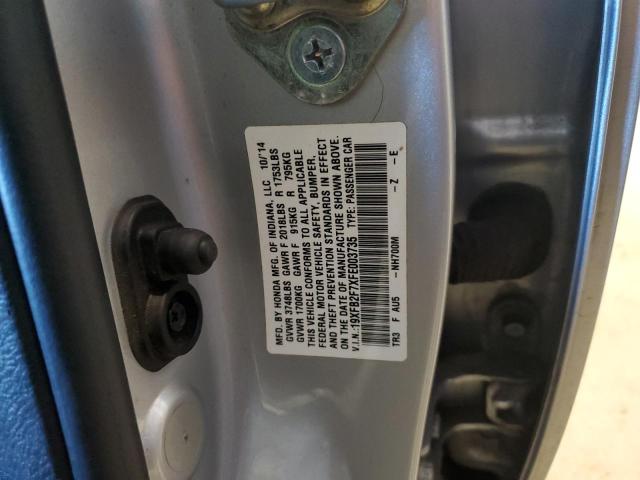 MFD. BY HONDA MFG. OF INDIANA, LLC 10/'14
GVWR 3748LBS GAWR F 2018LBS R 1753LBS
GVWR 1700KG GAWR F 915KG R 795KG
THIS VEHICLE CONFORMS TO ALL APPLICABLE
FEDERAL MOTOR VEHICLE SAFETY, BUMPER,
AND THEFT PREVENTION STANDARDS IN EFFECT
ON THE DATE OF MANUFACTURE SHOWN ABOVE.
V.I.N.:19XFB2F7XFE003735 TYPE: PASSENGER CAR
TR3 F AU5 -NH700M -Z -E